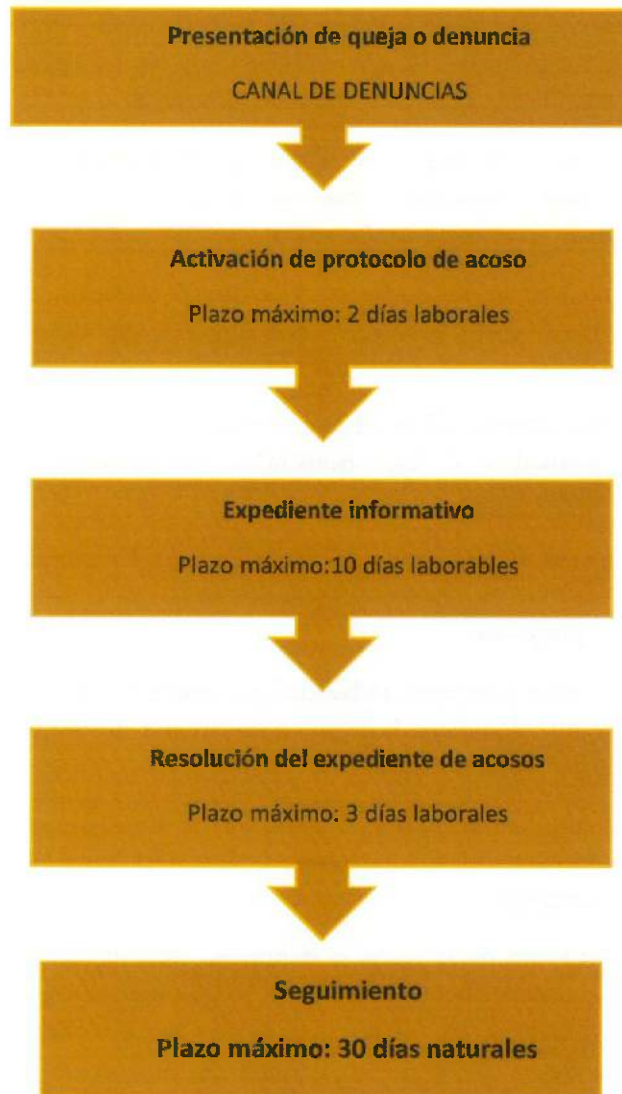 Presentación de queja o denuncia
CANAL DE DENUNCIAS
Activación de protocolo de acoso
Plazo máximo: 2 días laborales
Expediente informativo
Plazo máximo:10 días laborables
Resolución del expediente de acosos
Plazo máximo: 3 días laborales
Seguimiento
Plazo máximo: 30 días naturales